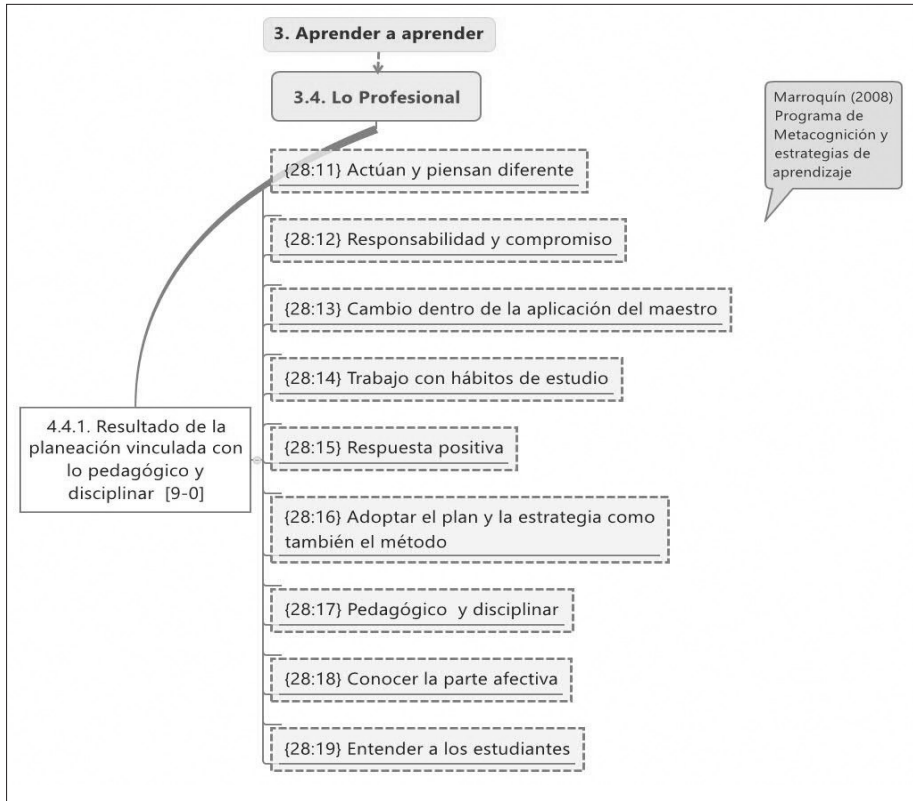 3. Aprender a aprender
3.4. Lo Profesional
Marroquín (2008)
Programa de
Metacognición y
estrategias de
aprendizaje
{28:11} Actúan y piensan diferente
{28:12} Responsabilidad y compromiso
{28:13} Cambio dentro de la aplicación del maestro
{28:14} Trabajo con hábitos de estudio
4.4.1. Resultado de la
planeación vinculada con
lo pedagógico y
disciplinar [9-0]
{28:15} Respuesta positiva
{28:16} Adoptar el plan y la estrategia como
también el método
{28:17} Pedagógico y disciplinar
{28:18} Conocer la parte afectiva
{28:19} Entender a los estudiantes